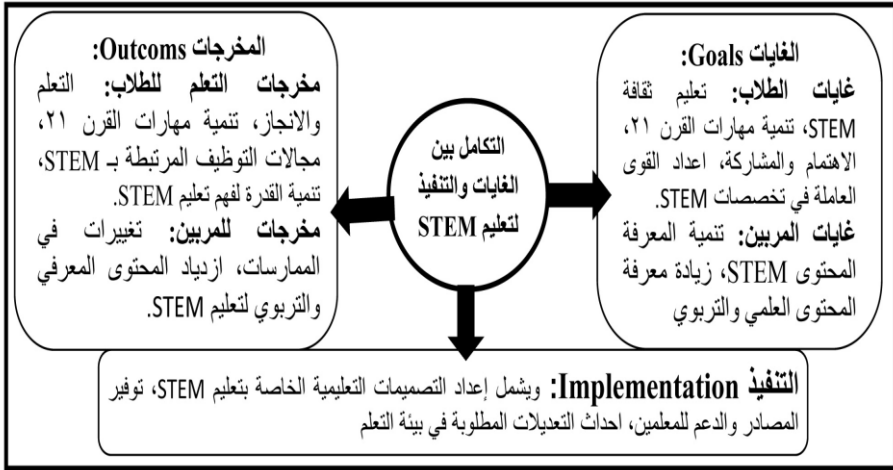 الغايات Goals:
غايات الطلاب: تعليم ثقافة
STEM، تنمية مهارات القرن ٢١،
الاهتمام والمشاركة، اعداد القوى
العاملة في تخصصات STEM.
غايات المربين: تنمية المعرفة
المحتوى STEM، زيادة معرفة
المحتوى العلمي والتربوي
التكامل بين
الغايات والتنفيذ
لتعليم STEM
المخرجات Outcoms:
مخرجات التعلم للطلاب: التعلم
والانجاز، تنمية مهارات القرن ٢١،
مجالات التوظيف المرتبطة بـ STEM،
تنمية القدرة لفهم تعليم STEM.
مخرجات للمربين: تغييرات في
الممارسات، ازدياد المحتوى المعرفي
والتربوي لتعليم STEM.
التنفيذ Implementation: ويشمل إعداد التصميمات التعليمية الخاصة بتعليم STEM، توفير
المصادر والدعم للمعلمين، احداث التعديلات المطلوبة في بيئة التعلم